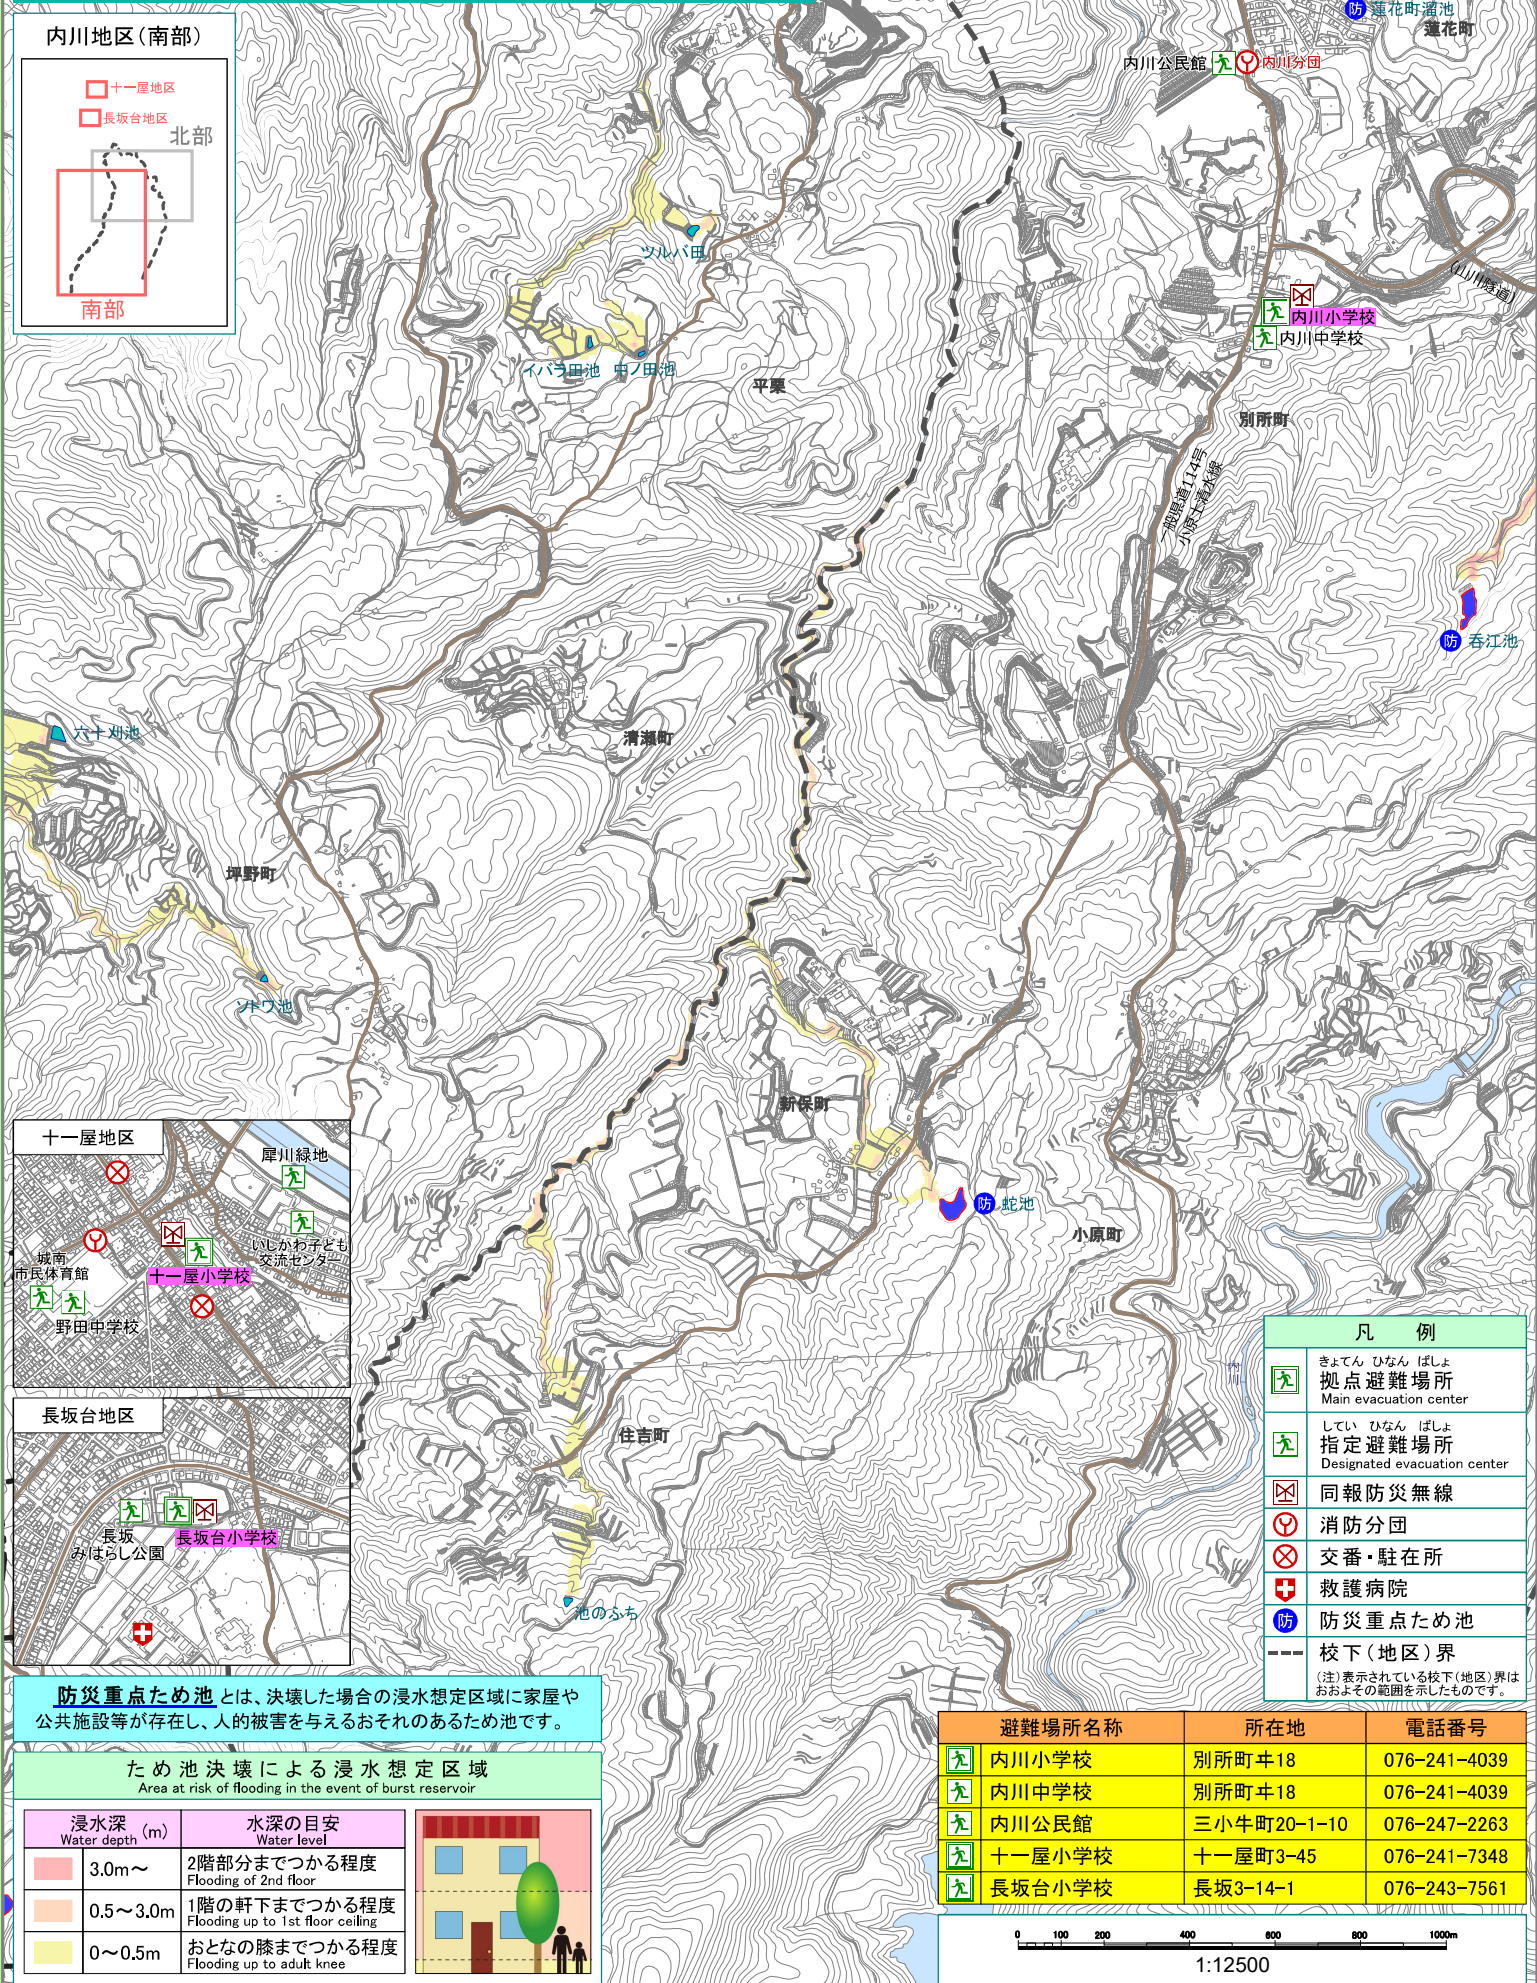 内川地区(南部)
十一屋地区
長坂台地区
北部
南部
蓮花町溜池
防
蓮花町
内川公民館
内川分団
ツルバ田
(山川隧道)
内川小学校
内川中学校
イバラ田池
中ノ田池
平栗
別所町
一般県道114号
小原土清水線
防
呑江池
六十刈池
清瀬町
坪野町
ソトワ池
新保町
防
蛇池
小原町
内川
住吉町
池のふち
十一屋地区
犀川緑地
いしかわ子ども
交流センター
城南
市民体育館
十一屋小学校
野田中学校
長坂台地区
長坂
みはらし公園
長坂台小学校
凡 例
きょてん ひなん ばしょ
拠点避難場所
Main evacuation center
してい ひなん ばしょ
指定避難場所
Designated evacuation center
同報防災無線
消防分団
交番・駐在所
救護病院
防
防災重点ため池
校下(地区)界
(注)表示されている校下(地区)界は
おおよその範囲を示したものです。
防災重点ため池とは、決壊した場合の浸水想定区域に家屋や
公共施設等が存在し、人的被害を与えるおそれのあるため池です。
ため池決壊による浸水想定区域
Area at risk of flooding in the event of burst reservoir
浸水深 (m)
Water depth
水深の目安
Water level
3.0m～
2階部分までつかる程度
Flooding of 2nd floor
0.5～3.0m
1階の軒下までつかる程度
Flooding up to 1st floor ceiling
0～0.5m
おとなの膝までつかる程度
Flooding up to adult knee
避難場所名称 所在地 電話番号
内川小学校 別所町ヰ18 076-241-4039
内川中学校 別所町ヰ18 076-241-4039
内川公民館 三小牛町20-1-10 076-247-2263
十一屋小学校 十一屋町3-45 076-241-7348
長坂台小学校 長坂3-14-1 076-243-7561
0 100 200 400 600 800 1000m
1:12500